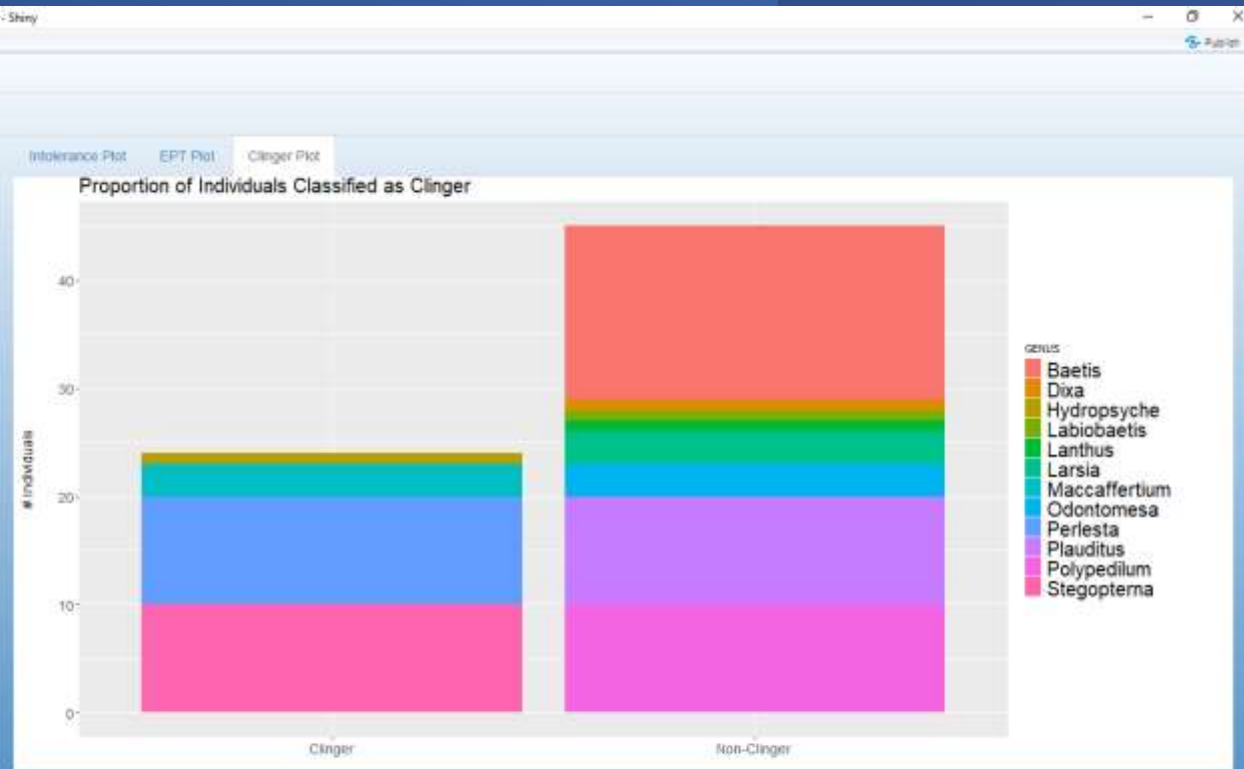 - Shiny
Publish
Intolerance Plot EPT Plot Clinger Plot
Proportion of Individuals Classified as Clinger
# Individuals
40
30
20
10
0
Clinger Non-Clinger
GENUS
Baetis
Dixa
Hydropsyche
Labiobaetis
Lanthus
Larsia
Maccaffertium
Odontomesa
Perlesta
Plauditus
Polypedilum
Stegopterna